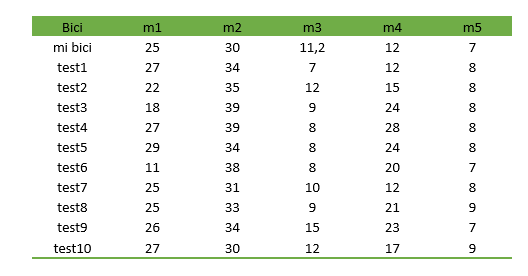 Bici m1 m2 m3 m4 m5
mi bici 25 30 11,2 12 7
test1 27 34 7 12 8
test2 22 35 12 15 8
test3 18 39 9 24 8
test4 27 39 8 28 8
test5 29 34 8 24 8
test6 11 38 8 20 7
test7 25 31 10 12 8
test8 25 33 9 21 9
test9 26 34 15 23 7
test10 27 30 12 17 9